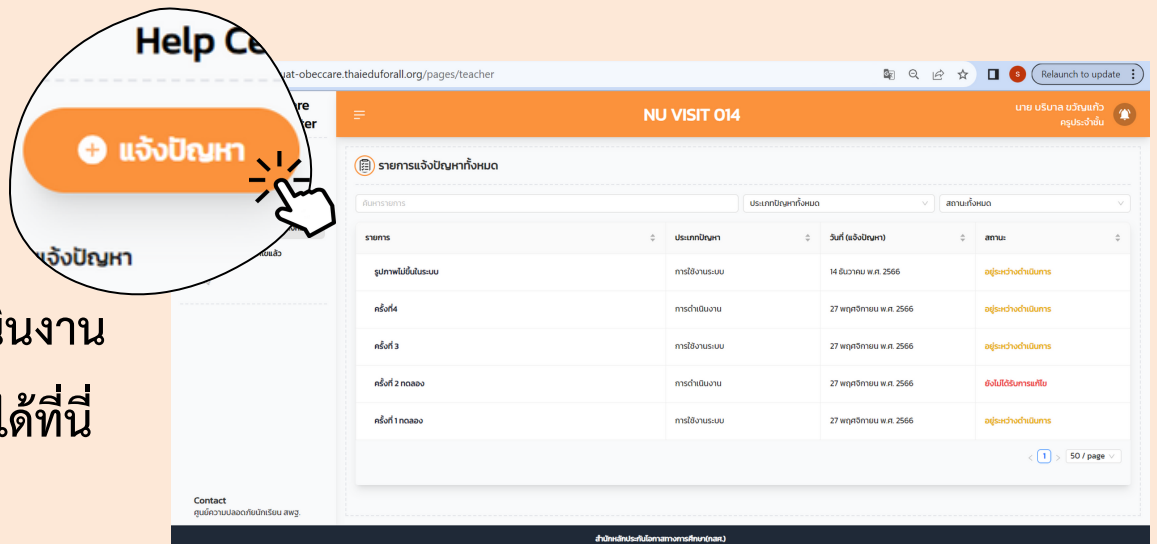 Help Ce
แจ้งปัญหา
แจ้งปัญหา
uat-obeccare.thaieduforall.org/pages/teacher
Relaunch to update
NU VISIT 014
นาย บริบาล ขวัญแก้ว
ครูประจำชั้น
รายการแจ้งปัญหาทั้งหมด
ค้นหารายการ ประเภทปัญหาทั้งหมด สถานะทั้งหมด
รายการ ประเภทปัญหา วันที่ (แจ้งปัญหา) สถานะ
รูปภาพไม่ขึ้นในระบบ การใช้งานระบบ 14 ธันวาคม พ.ศ. 2566 อยู่ระหว่างดำเนินการ
ครั้งที่4 การดำเนินงาน 27 พฤศจิกายน พ.ศ. 2566 อยู่ระหว่างดำเนินการ
ครั้งที่ 3 การใช้งานระบบ 27 พฤศจิกายน พ.ศ. 2566 อยู่ระหว่างดำเนินการ
ครั้งที่ 2 ทดลอง การดำเนินงาน 27 พฤศจิกายน พ.ศ. 2566 ยังไม่ได้รับการแก้ไข
ครั้งที่ 1 ทดลอง การใช้งานระบบ 27 พฤศจิกายน พ.ศ. 2566 อยู่ระหว่างดำเนินการ
1 50 / page
นินงาน
ได้ที่นี่
Contact
ศูนย์ความปลอดภัยนักเรียน สพฐ.
สำนักหลักประกันโอกาสทางการศึกษา(กสศ.)